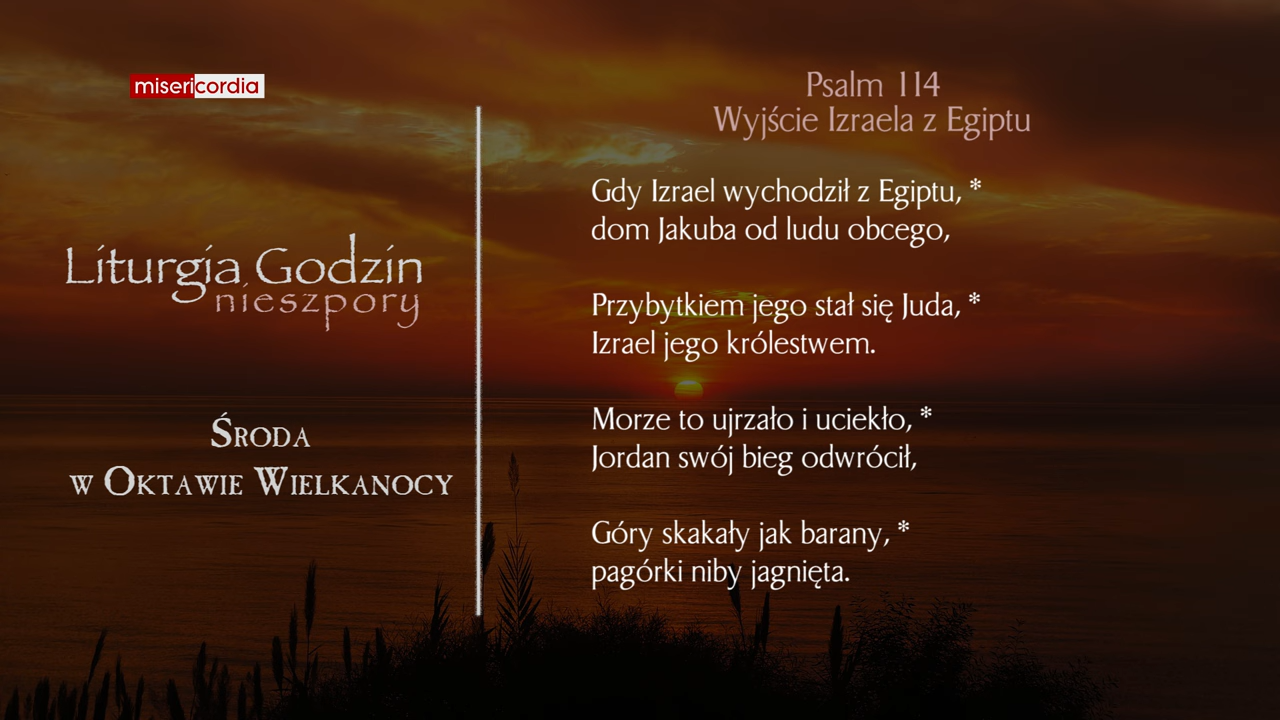 misericordia
Liturgia Godzin
nieszpory
Środa
w Oktawie Wielkanocy
Psalm 114
Wyjście Izraela z Egiptu
Gdy Izrael wychodził z Egiptu, *
dom Jakuba od ludu obcego,
Przybytkiem jego stał się Juda, *
Izrael jego królestwem.
Morze to ujrzało i uciekło, *
Jordan swój bieg odwrócił,
Góry skakały jak barany, *
pagórki niby jagnięta.